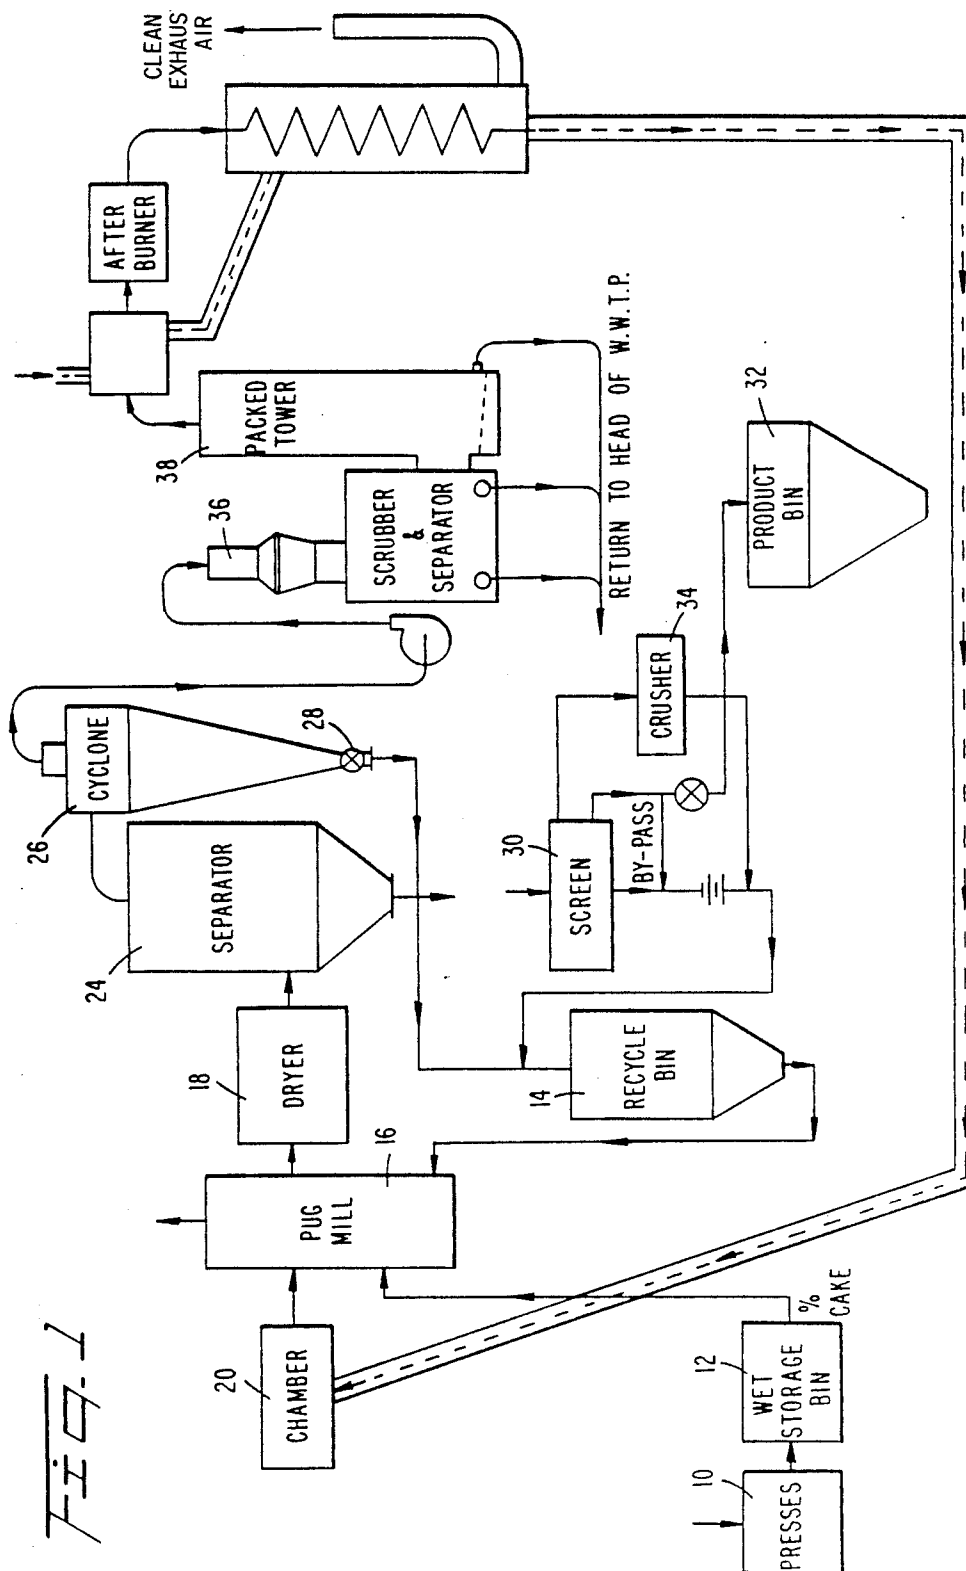 Fig. 1
CLEAN
EXHAUS
AIR
AFTER
BURNER
38
PACKED
TOWER
36
SCRUBBER
&
SEPARATOR
RETURN TO HEAD OF W.W.T.P.
26
CYCLONE
28
24
SEPARATOR
18
DRYER
16
PUG
MILL
20
CHAMBER
14
RECYCLE
BIN
30
SCREEN
BY-PASS
34
CRUSHER
32
PRODUCT
BIN
10
PRESSES
12
WET
STORAGE
BIN
% 
CAKE